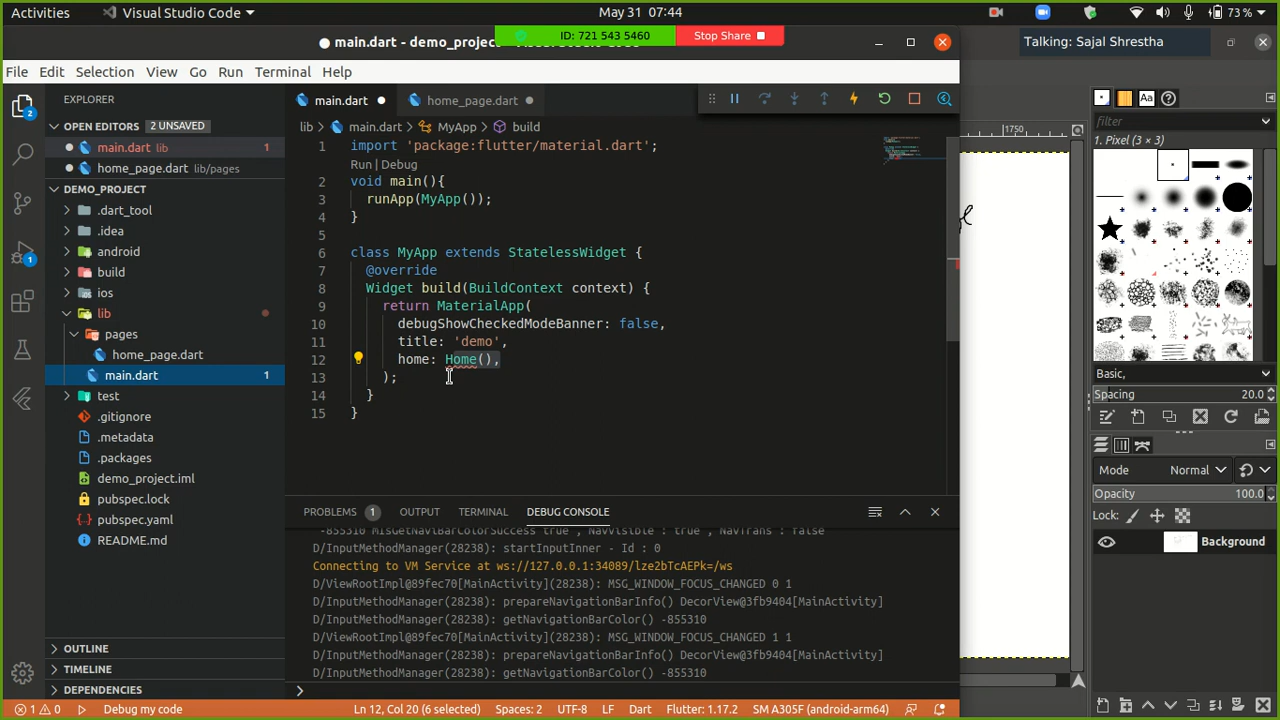 Activities
Visual Studio Code
May 31 07:44
73 %
main.dart - demo_projec
ID: 721 543 5460
Stop Share
Talking: Sajal Shrestha
File Edit Selection View Go Run Terminal Help
EXPLORER
OPEN EDITORS 2 UNSAVED
main.dart lib 1
home_page.dart lib/pages
DEMO_PROJECT
.dart_tool
.idea
android
build
ios
lib
pages
home_page.dart
main.dart 1
test
.gitignore
.metadata
.packages
demo_project.iml
pubspec.lock
pubspec.yaml
README.md
OUTLINE
TIMELINE
DEPENDENCIES
main.dart
home_page.dart
lib > main.dart > MyApp > build
1 import 'package:flutter/material.dart';
Run | Debug
2 void main(){
3 runApp(MyApp());
4 }
5
6 class MyApp extends StatelessWidget {
7 @override
8 Widget build(BuildContext context) {
9 return MaterialApp(
10 debugShowCheckedModeBanner: false,
11 title: 'demo',
12 home: Home(),
13 );
14 }
15 }
PROBLEMS 1 OUTPUT TERMINAL DEBUG CONSOLE
D/InputMethodManager(28238): startInputInner - Id : 0
Connecting to VM Service at ws://127.0.0.1:34089/lze2bTcAEPk=/ws
D/ViewRootImpl@89fec70[MainActivity](28238): MSG_WINDOW_FOCUS_CHANGED 0 1
D/InputMethodManager(28238): prepareNavigationBarInfo() DecorView@3fb9404[MainActivity]
D/InputMethodManager(28238): getNavigationBarColor() -855310
D/ViewRootImpl@89fec70[MainActivity](28238): MSG_WINDOW_FOCUS_CHANGED 1 1
D/InputMethodManager(28238): prepareNavigationBarInfo() DecorView@3fb9404[MainActivity]
D/InputMethodManager(28238): getNavigationBarColor() -855310
1 0 Debug my code
Ln 12, Col 20 (6 selected) Spaces: 2 UTF-8 LF Dart Flutter: 1.17.2 SM A305F (android-arm64)
1750
filter
1. Pixel (3 × 3)
Basic,
Spacing 20.0
Mode Normal
Opacity 100.0
Lock:
Background